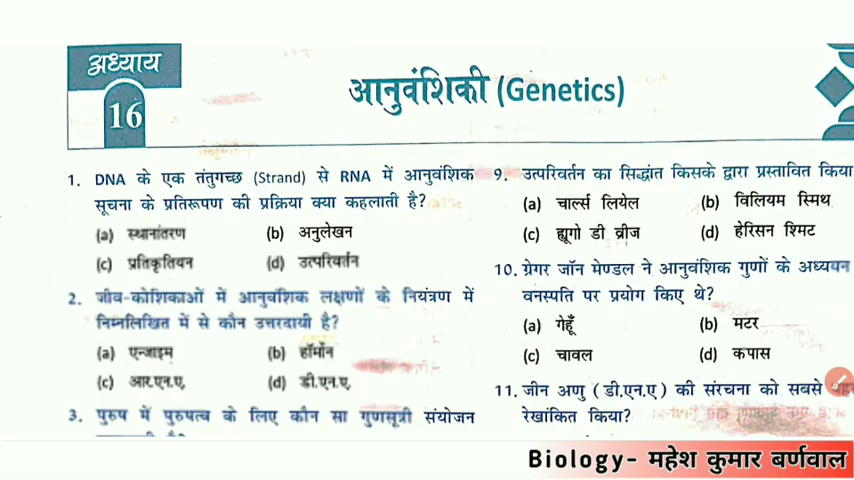 अध्याय
16
आनुवंशिकी (Genetics)
1. DNA के एक तंतुगच्छ (Strand) से RNA में आनुवंशिक
सूचना के प्रतिरूपण की प्रक्रिया क्या कहलाती है?
(a) स्थानांतरण (b) अनुलेखन
(c) प्रतिकृतियन (d) उत्परिवर्तन
2. जीव-कोशिकाओं में आनुवंशिक लक्षणों के नियंत्रण में
निम्नलिखित में से कौन उत्तरदायी है?
(a) एन्जाइम (b) हॉर्मोन
(c) आर.एन.ए. (d) डी.एन.ए.
3. पुरुष में पुरुषत्व के लिए कौन सा गुणसूत्री संयोजन
9. उत्परिवर्तन का सिद्धांत किसके द्वारा प्रस्तावित किया
(a) चार्ल्स लियेल (b) विलियम स्मिथ
(c) ह्यूगो डी व्रीज (d) हेरिसन श्मिट
10. ग्रेगर जॉन मेण्डल ने आनुवंशिक गुणों के अध्ययन
वनस्पति पर प्रयोग किए थे?
(a) गेहूँ (b) मटर
(c) चावल (d) कपास
11. जीन अणु (डी.एन.ए) की संरचना को सबसे
रेखांकित किया?
Biology- महेश कुमार बर्णवाल